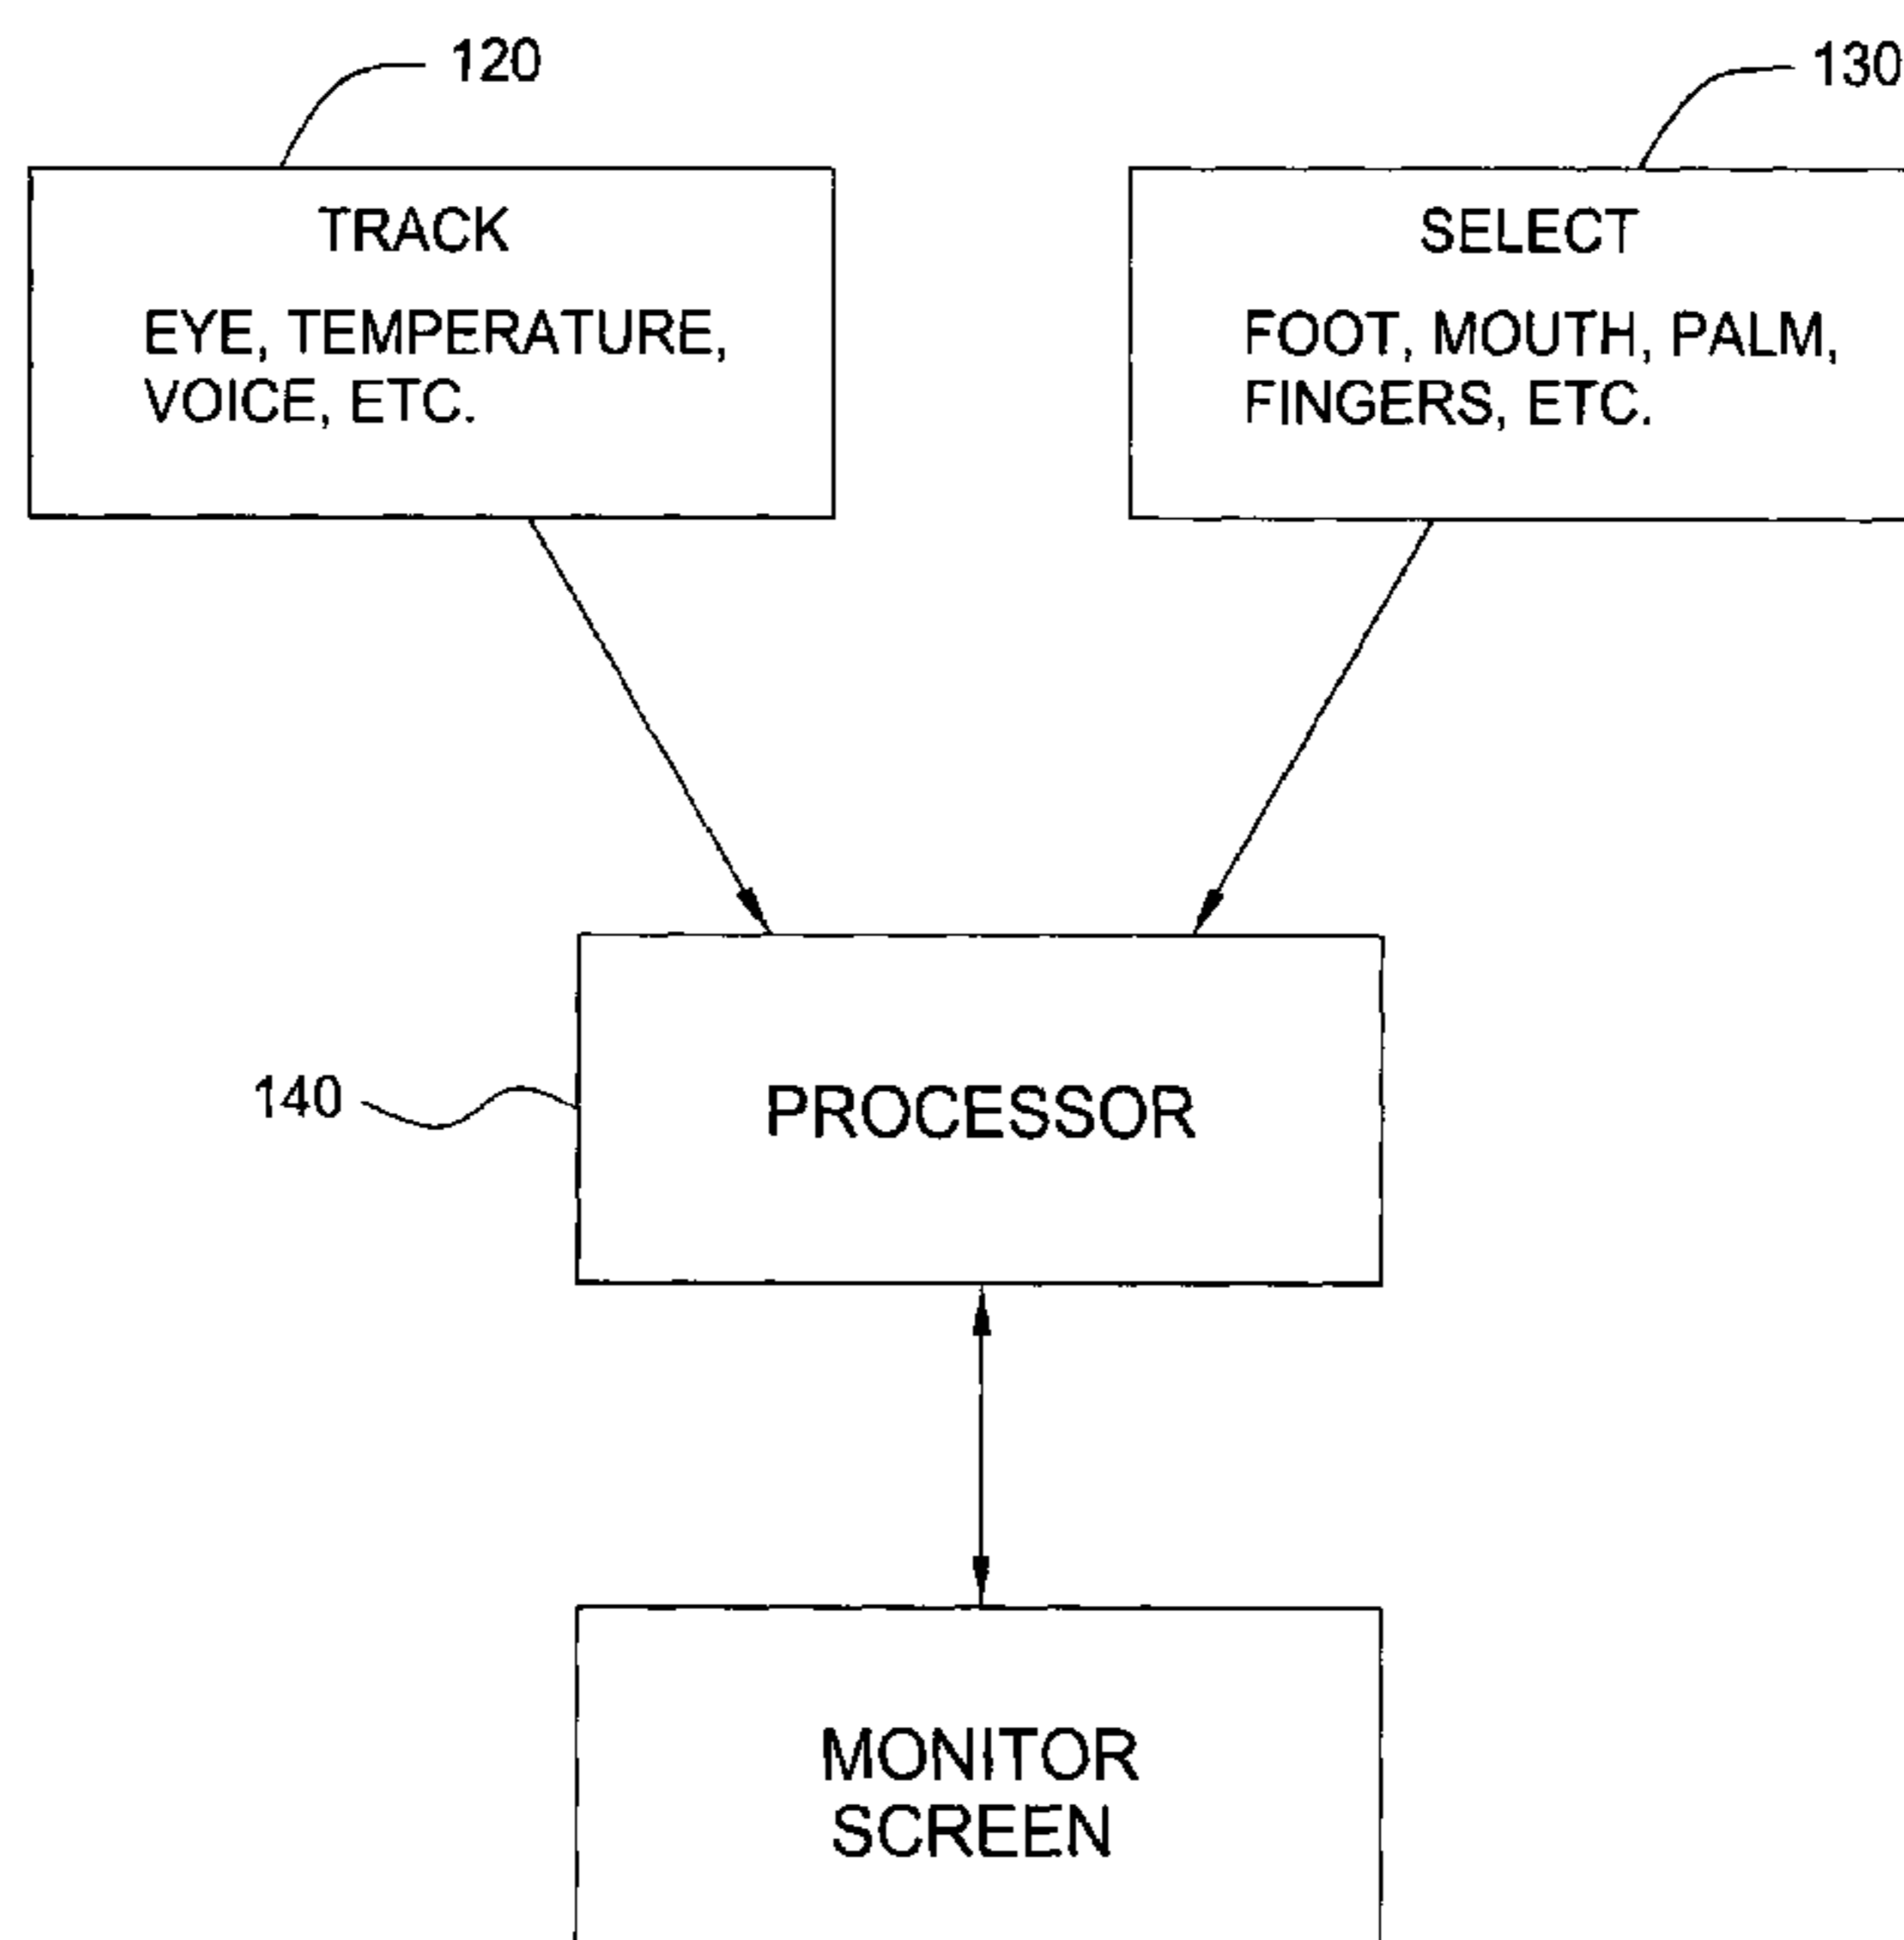 120
130
TRACK
EYE, TEMPERATURE,
VOICE, ETC.
SELECT
FOOT, MOUTH, PALM,
FINGERS, ETC.
140
PROCESSOR
MONITOR
SCREEN